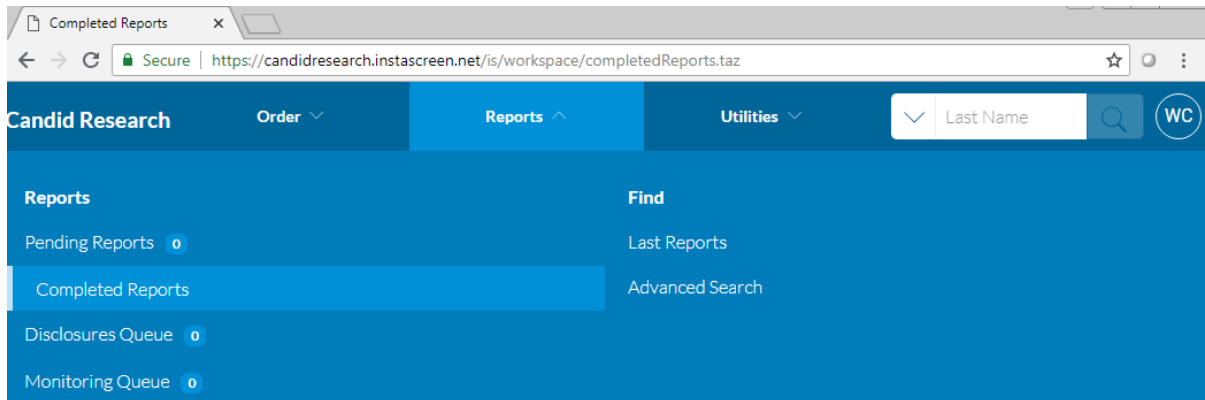 Completed Reports
Secure | https://candidresearch.instascreen.net/is/workspace/completedReports.taz
Candid Research Order Reports Utilities Last Name WC
Reports Find
Pending Reports 0 Last Reports
Completed Reports Advanced Search
Disclosures Queue 0
Monitoring Queue 0